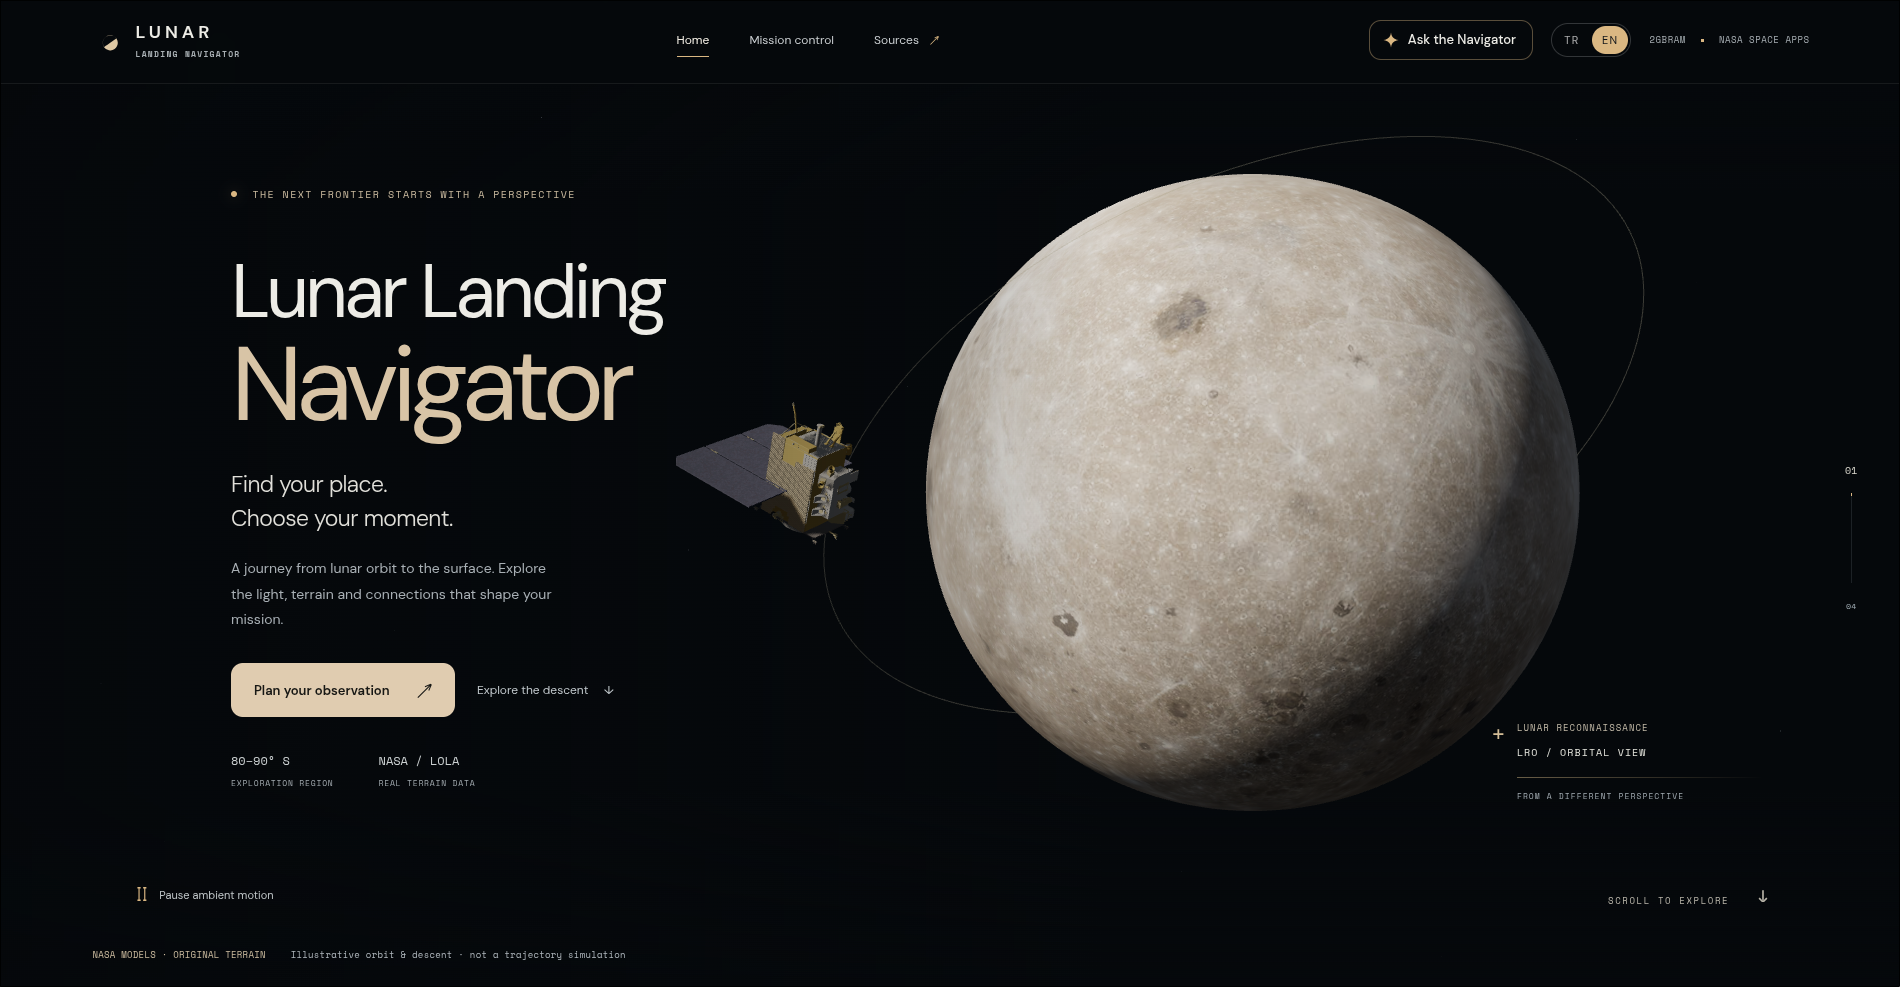 LUNAR
LANDING NAVIGATOR
Home
Mission control
Sources ↗
Ask the Navigator
TR
EN
2GBRAM ▪ NASA SPACE APPS
THE NEXT FRONTIER STARTS WITH A PERSPECTIVE
Lunar Landing
Navigator
Find your place.
Choose your moment.
A journey from lunar orbit to the surface. Explore
the light, terrain and connections that shape your
mission.
Plan your observation ↗
Explore the descent ↓
80–90° S
EXPLORATION REGION
NASA / LOLA
REAL TERRAIN DATA
01
04
+ LUNAR RECONNAISSANCE
LRO / ORBITAL VIEW
FROM A DIFFERENT PERSPECTIVE
Pause ambient motion
SCROLL TO EXPLORE ↓
NASA MODELS · ORIGINAL TERRAIN
Illustrative orbit & descent · not a trajectory simulation